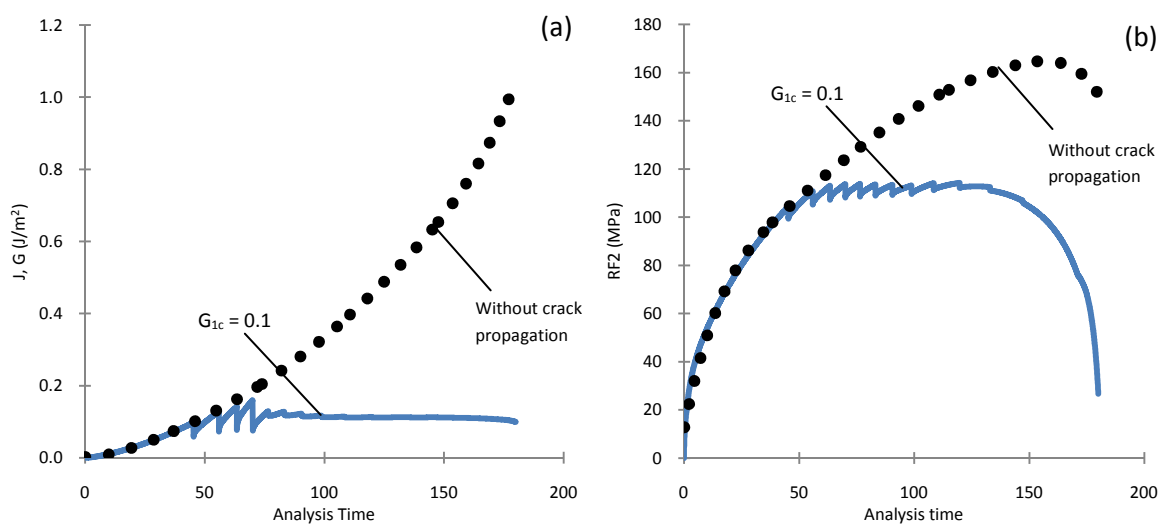 (a)
J, G (J/m²)
1.2
1.0
0.8
0.6
0.4
0.2
0.0
G1c = 0.1
Without crack
propagation
0
50
100
150
200
Analysis Time
(b)
RF2 (MPa)
180
160
140
120
100
80
60
40
20
0
G1c = 0.1
Without crack
propagation
0
50
100
150
200
Analysis time